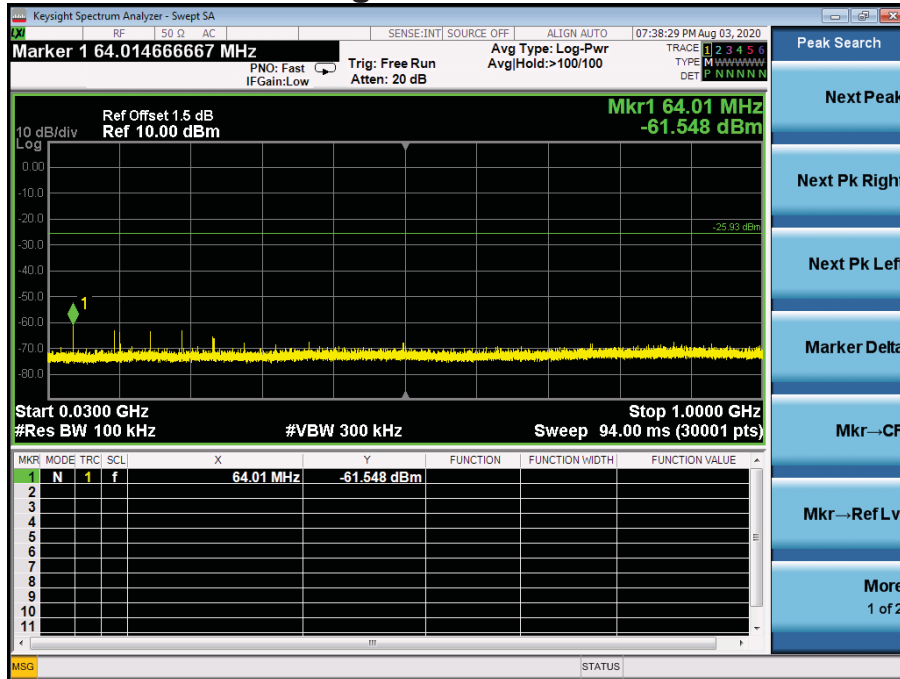 Keysight Spectrum Analyzer - Swept SA
LXI RF 50 Ω AC SENSE:INT SOURCE OFF ALIGN AUTO 07:38:29 PM Aug 03, 2020
Marker 1 64.014666667 MHz
PNO: Fast
IFGain:Low
Trig: Free Run
Atten: 20 dB
Avg Type: Log-Pwr
Avg|Hold:>100/100
TRACE 1 2 3 4 5 6
TYPE M WWWWW
DET P N N N N N
Ref Offset 1.5 dB
10 dB/div Ref 10.00 dBm
Log
Mkr1 64.01 MHz
-61.548 dBm
0.00
-10.0
-20.0
-25.93 dBm
-30.0
-40.0
-50.0
1
-60.0
-70.0
-80.0
Start 0.0300 GHz Stop 1.0000 GHz
#Res BW 100 kHz #VBW 300 kHz Sweep 94.00 ms (30001 pts)
MKR MODE TRC SCL X Y FUNCTION FUNCTION WIDTH FUNCTION VALUE
1 N 1 f 64.01 MHz -61.548 dBm
2
3
4
5
6
7
8
9
10
11
MSG STATUS
Peak Search
Next Peak
Next Pk Right
Next Pk Lef
Marker Delta
Mkr→CF
Mkr→Ref Lv
More
1 of 2